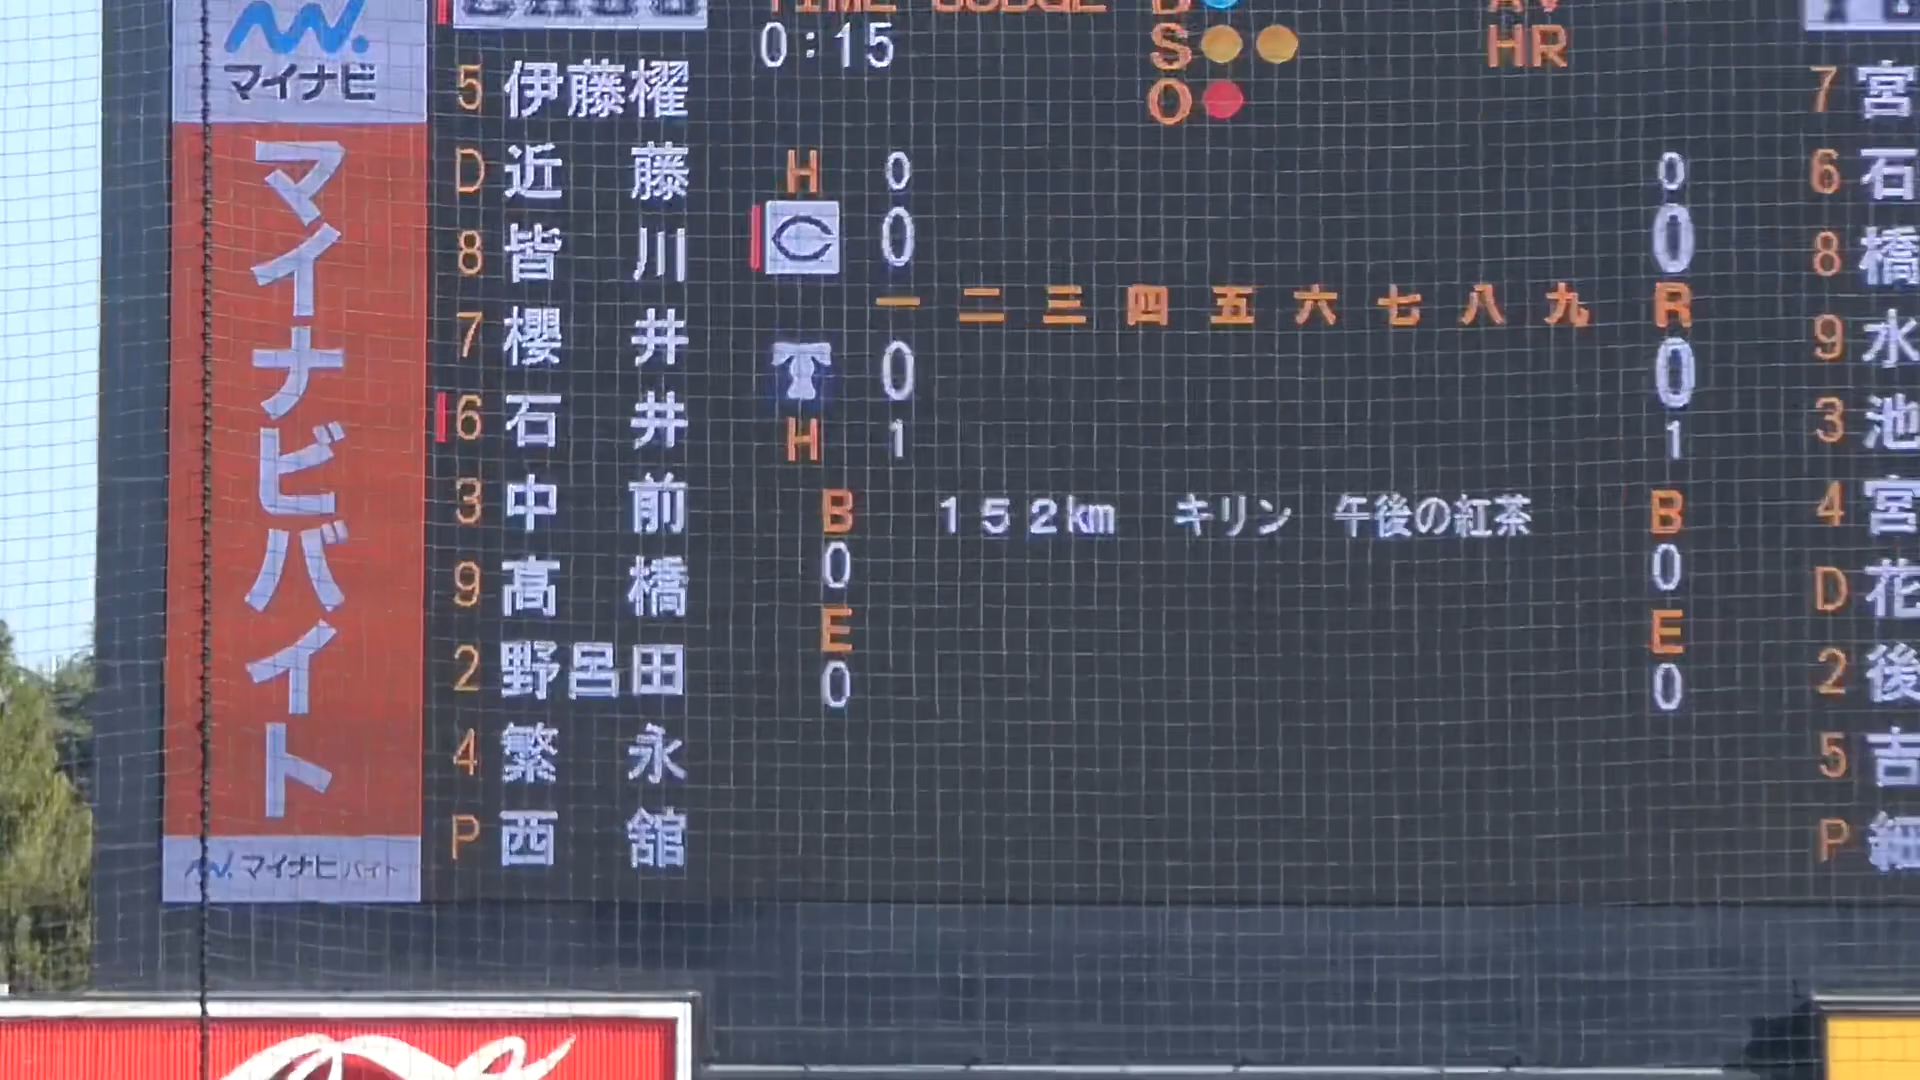 マイナビ
マイナビバイト
マイナビバイト
5 伊藤櫂
D 近藤
8 皆川
7 櫻井
6 石井
3 中前
9 髙橋
2 野呂田
4 繁永
P 西舘
TIME
0:15
S
O
HR
H 0 0
C 0 0
一 二 三 四 五 六 七 八 九 R
T 0 0
H 1 1
B 152km キリン 午後の紅茶 B
0 0
E E
0 0
7 宮
6 石
8 橋
9 水
3 池
4 宮
D 花
2 後
5 吉
P 細